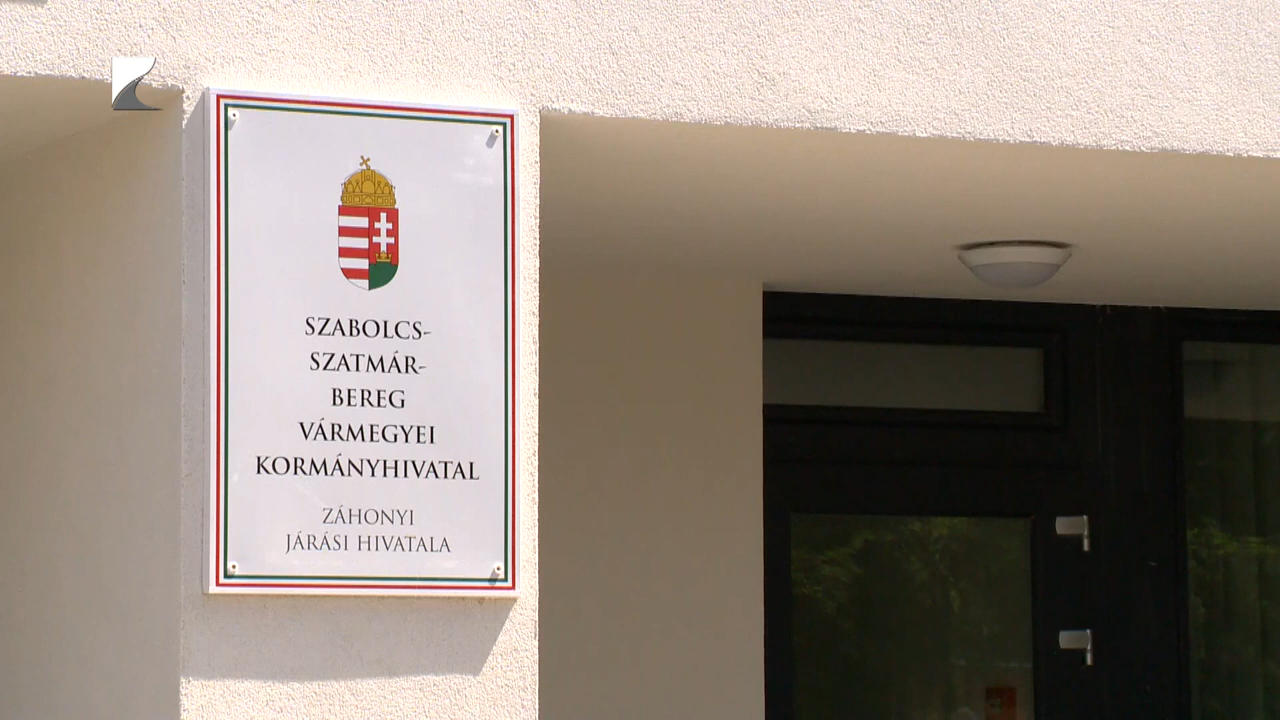 SZABOLCS-
SZATMÁR-
BEREG
VÁRMEGYEI
KORMÁNYHIVATAL
ZÁHONYI
JÁRÁSI HIVATALA